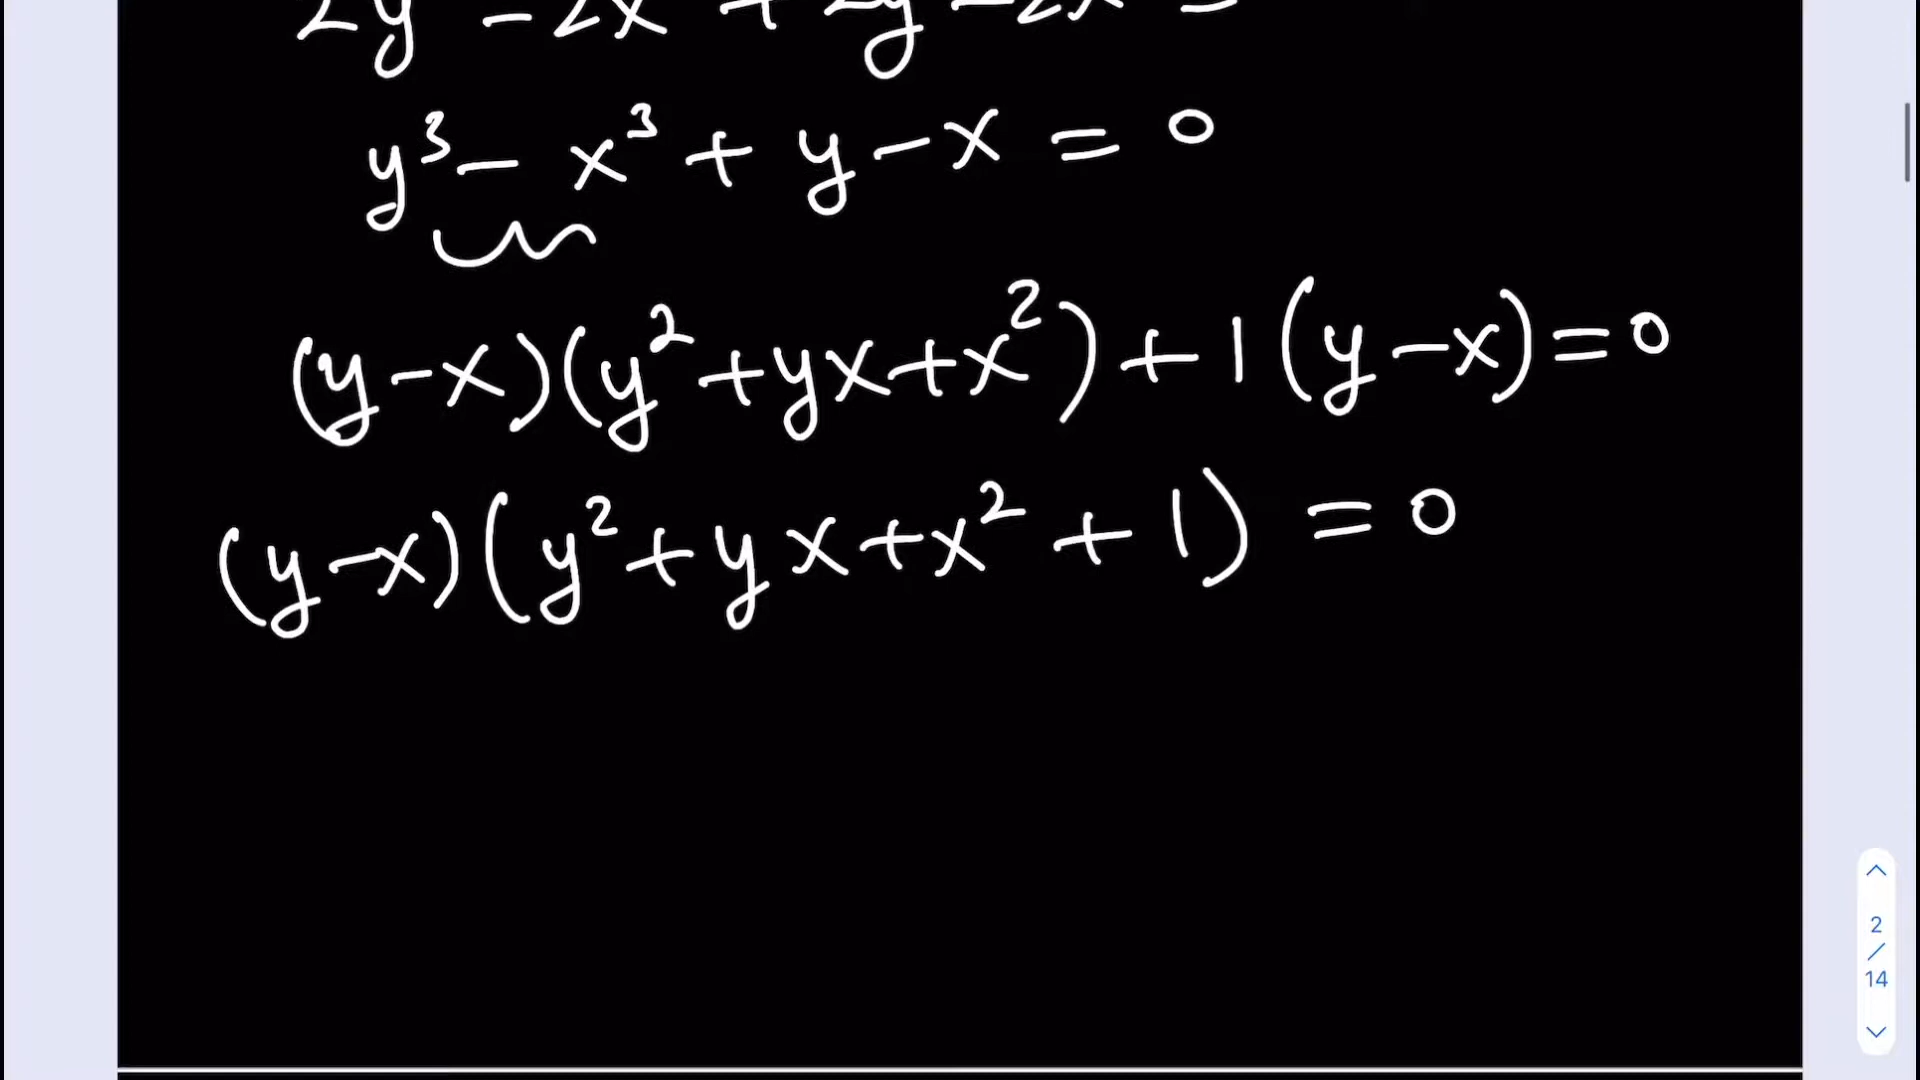 y³ – x³ + y – x = 0
(y–x)(y²+yx+x²)+1(y–x)=0
(y–x)(y²+yx+x²+1) = 0
2
/
14